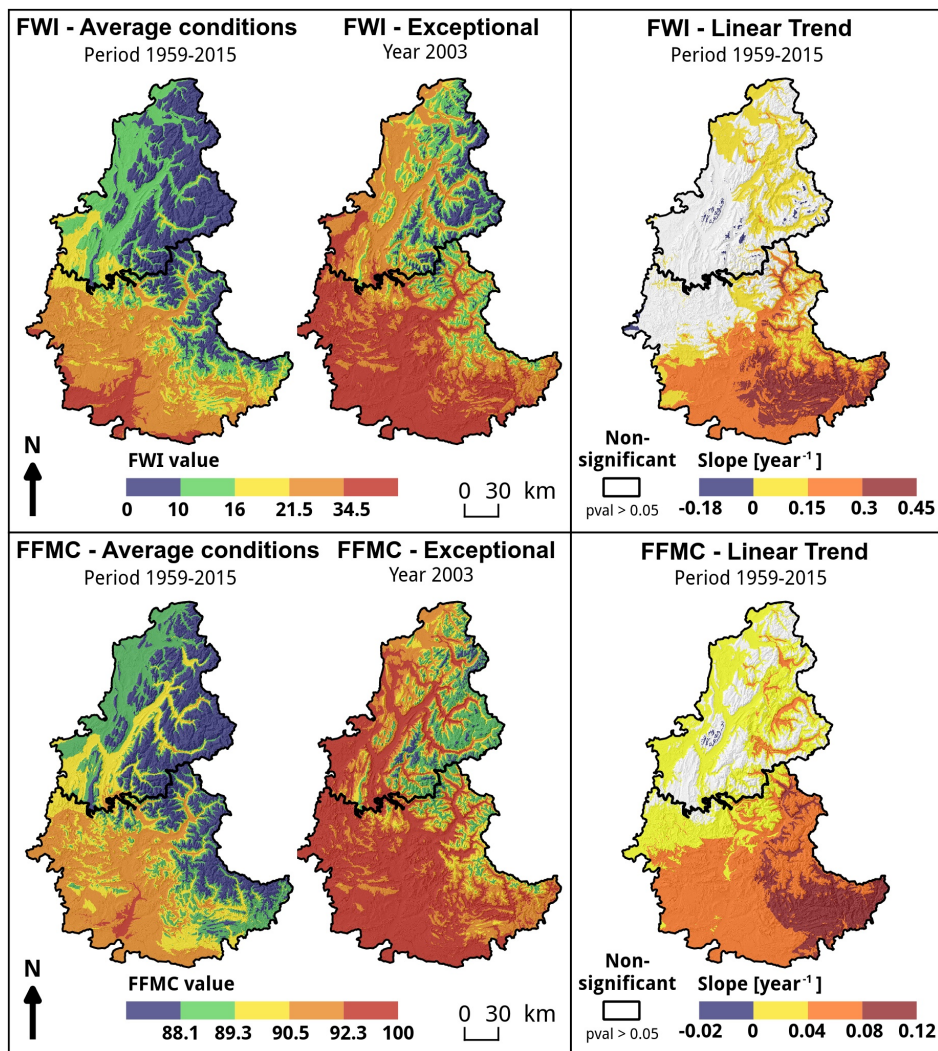 FWI - Average conditions
Period 1959-2015
FWI - Exceptional
Year 2003
FWI - Linear Trend
Period 1959-2015
N
FWI value
0 10 16 21.5 34.5
0 30 km
Non-
significant
pval > 0.05
Slope [year⁻¹]
-0.18 0 0.15 0.3 0.45
FFMC - Average conditions
Period 1959-2015
FFMC - Exceptional
Year 2003
FFMC - Linear Trend
Period 1959-2015
N
FFMC value
88.1 89.3 90.5 92.3 100
0 30 km
Non-
significant
pval > 0.05
Slope [year⁻¹]
-0.02 0 0.04 0.08 0.12